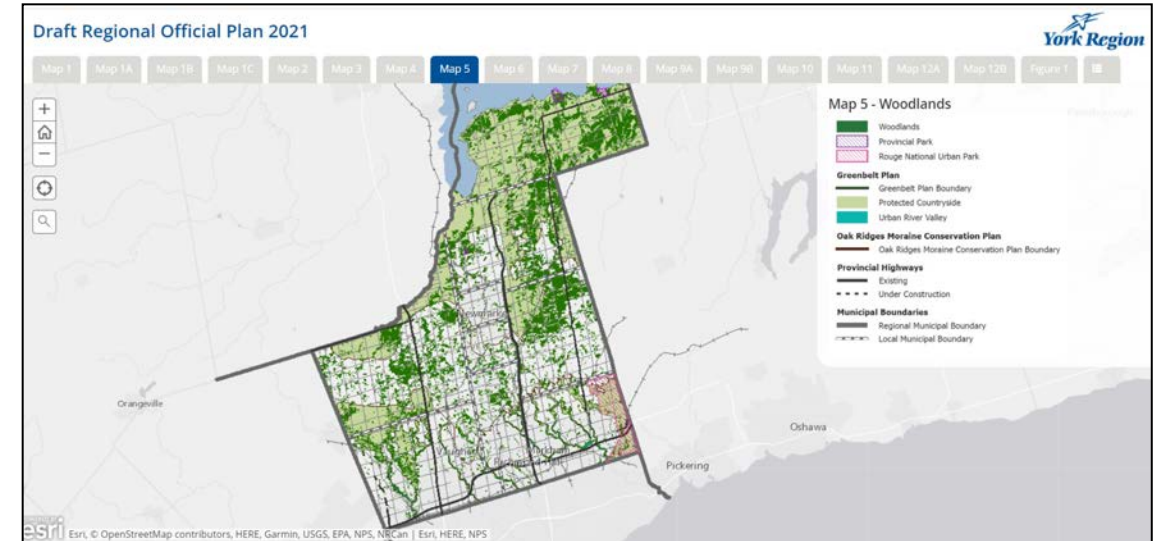 Draft Regional Official Plan 2021
York Region
Map 1
Map 1A
Map 1B
Map 1C
Map 2
Map 3
Map 4
Map 5
Map 6
Map 7
Map 8
Map 9A
Map 9B
Map 10
Map 11
Map 12A
Map 12B
Figure 1
Map 5 - Woodlands
Woodlands
Provincial Park
Rouge National Urban Park
Greenbelt Plan
Greenbelt Plan Boundary
Protected Countryside
Urban River Valley
Oak Ridges Moraine Conservation Plan
Oak Ridges Moraine Conservation Plan Boundary
Provincial Highways
Existing
Under Construction
Municipal Boundaries
Regional Municipal Boundary
Local Municipal Boundary
Orangeville
Vaughan
Markham
Oshawa
Pickering
esri
Esri, © OpenStreetMap contributors, HERE, Garmin, USGS, EPA, NPS, NRCan | Esri, HERE, NPS